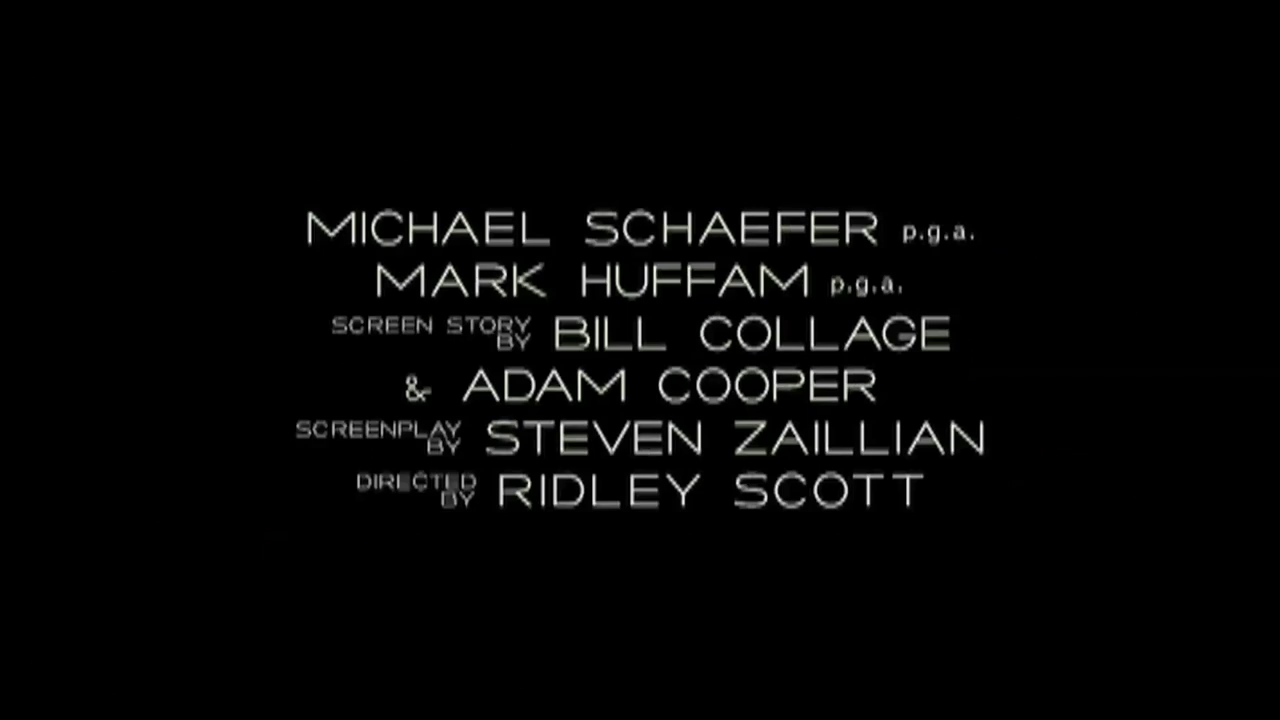 MICHAEL SCHAEFER p.g.a.
MARK HUFFAM p.g.a.
SCREEN STORY BY BILL COLLAGE
& ADAM COOPER
SCREENPLAY BY STEVEN ZAILLIAN
DIRECTED BY RIDLEY SCOTT